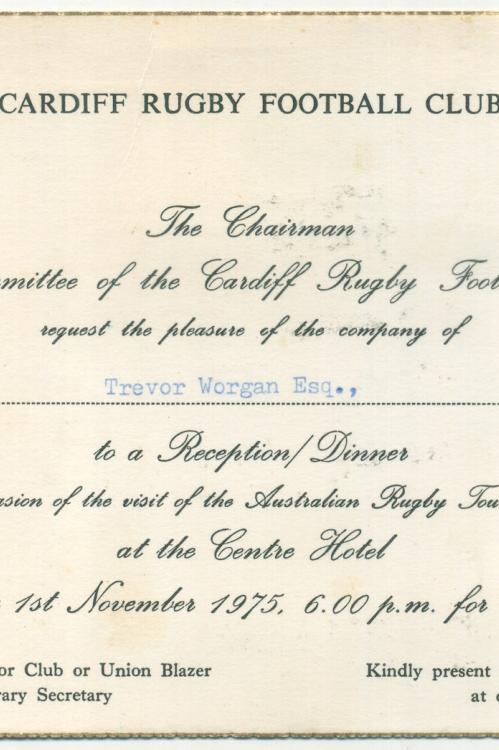 CARDIFF RUGBY FOOTBALL CLUB
The Chairman
mmittee of the Cardiff Rugby Foot
request the pleasure of the company of
Trevor Worgan Esq.,
to a Reception/Dinner
asion of the visit of the Australian Rugby Tou
at the Centre Hotel
1st November 1975, 6.00 p.m. for
or Club or Union Blazer
rary Secretary
Kindly present
at